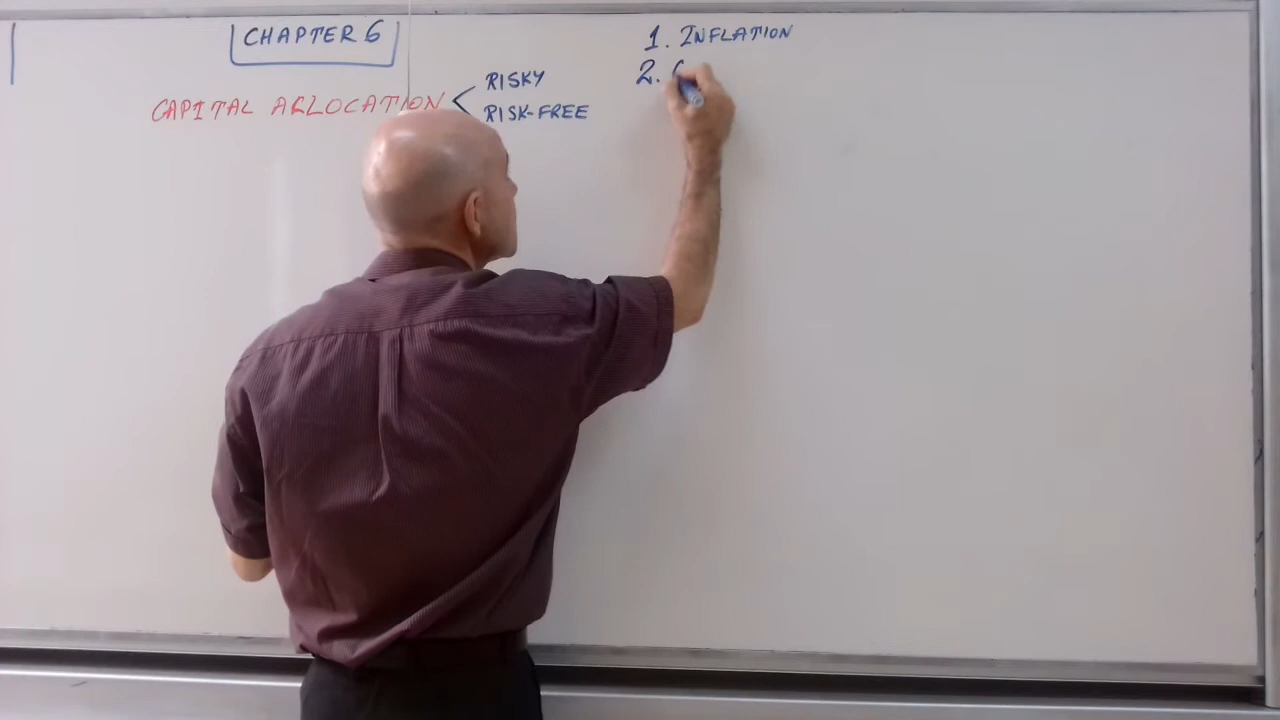 CHAPTER 6
CAPITAL ALLOCATION
RISKY
RISK-FREE
1. INFLATION
2.